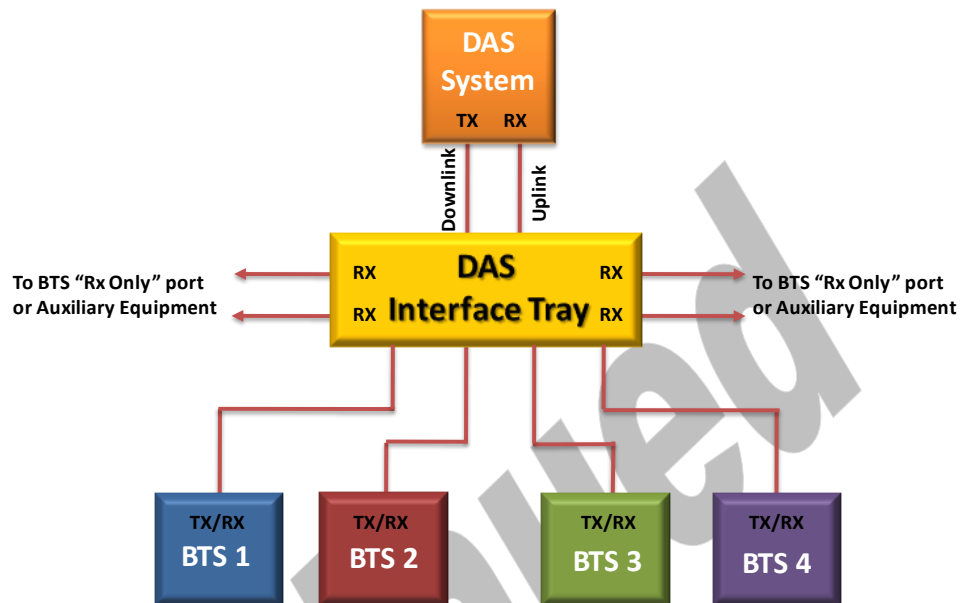 DAS
System
TX RX
Downlink
Uplink
RX
RX
DAS
Interface Tray
RX
RX
To BTS “Rx Only” port
or Auxiliary Equipment
To BTS “Rx Only” port
or Auxiliary Equipment
TX/RX
BTS 1
TX/RX
BTS 2
TX/RX
BTS 3
TX/RX
BTS 4